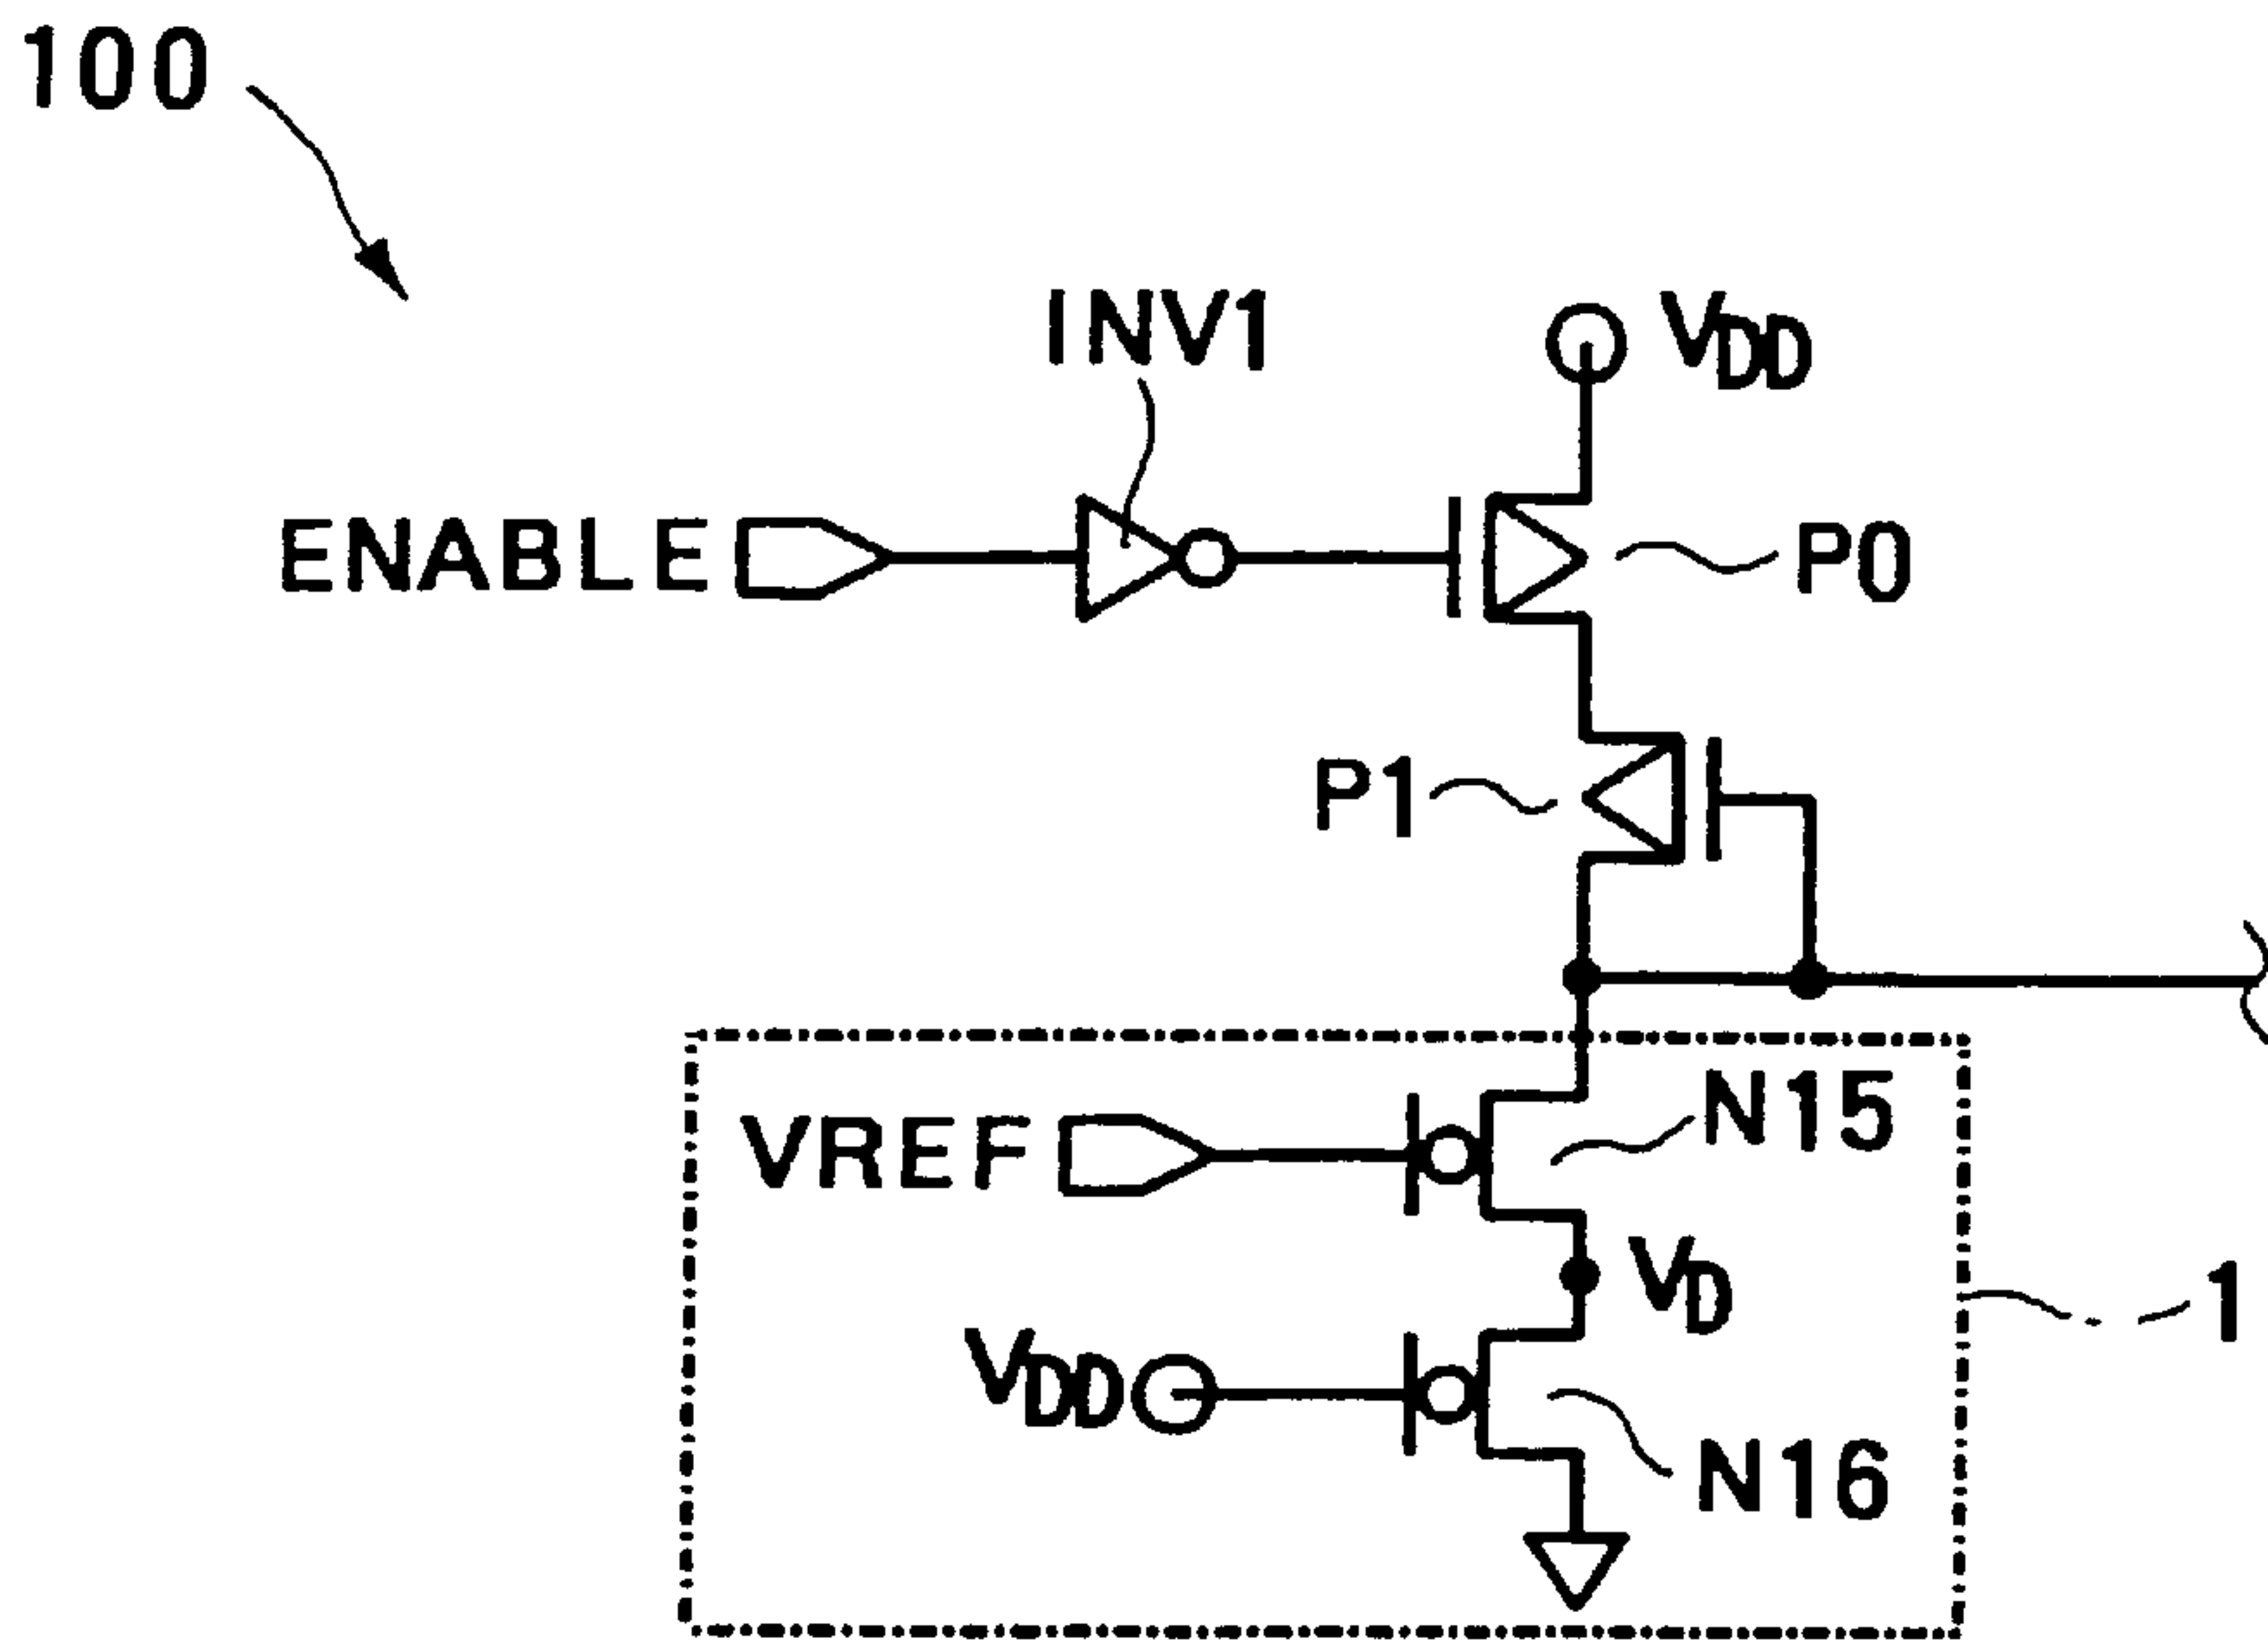 100
INV1
VDD
ENABLE
P0
P1
N15
VREF
VD
1
VDD
N16